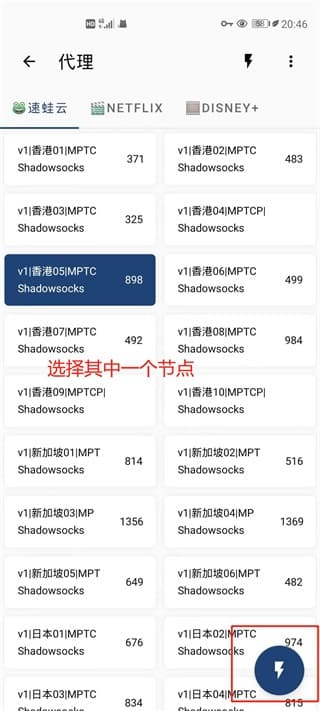 HD 4G 20:46
代理
速蛙云 NETFLIX DISNEY+
v1|香港01|MPTC 371 v1|香港02|MPTC 483
Shadowsocks Shadowsocks
v1|香港03|MPTC 325 v1|香港04|MPTCP|
Shadowsocks Shadowsocks
v1|香港05|MPTC 898 v1|香港06|MPTC 499
Shadowsocks Shadowsocks
v1|香港07|MPTC 492 v1|香港08|MPTC 984
Shadowsocks Shadowsocks
选择其中一个节点
v1|香港09|MPTCP| v1|香港10|MPTCP|
Shadowsocks Shadowsocks
v1|新加坡01|MPT 814 v1|新加坡02|MPT 516
Shadowsocks Shadowsocks
v1|新加坡03|MP 1356 v1|新加坡04|MP 1369
Shadowsocks Shadowsocks
v1|新加坡05|MPT 649 v1|新加坡06|MPT 482
Shadowsocks Shadowsocks
v1|日本01|MPTC 676 v1|日本02|MPTC 974
Shadowsocks Shadowsocks
v1|日本03|MPTC 834 v1|日本04|MPTC 815
Shadowsocks Shadowsocks